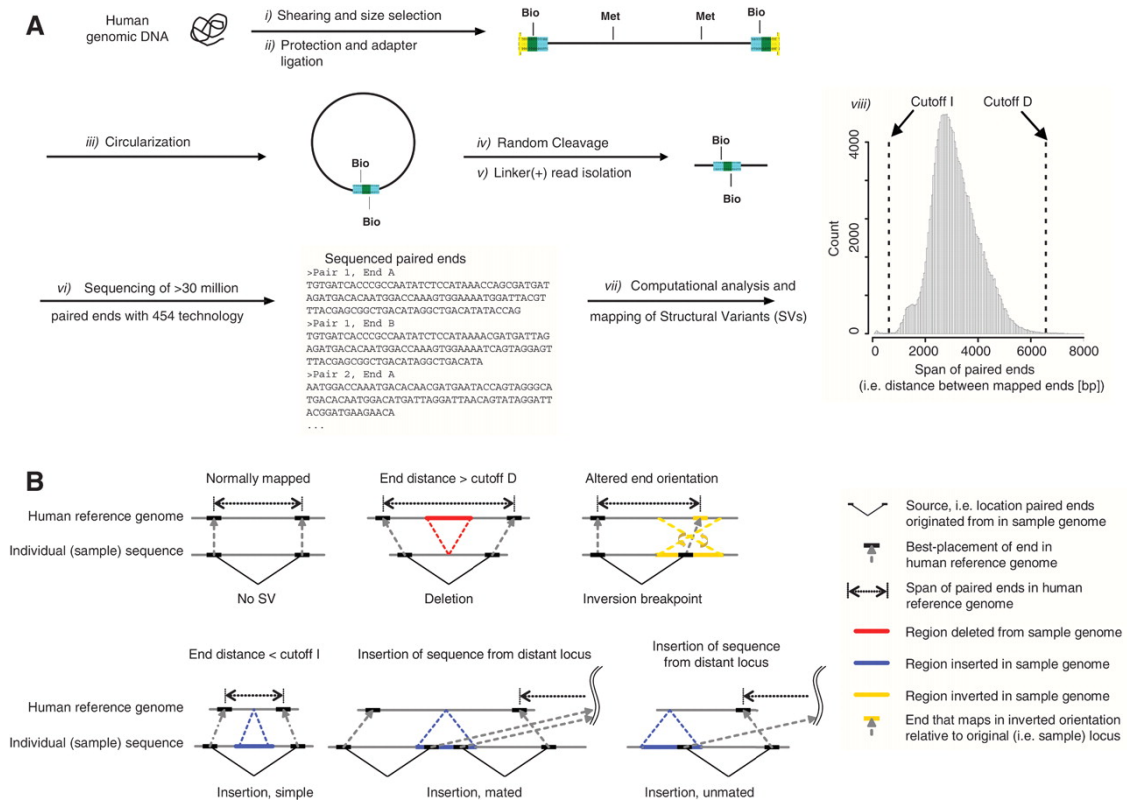 A
Human
genomic DNA
i) Shearing and size selection
ii) Protection and adapter
ligation
Bio
Met
Met
Bio
iii) Circularization
Bio
Bio
iv) Random Cleavage
v) Linker(+) read isolation
Bio
Bio
vi) Sequencing of >30 million
paired ends with 454 technology
Sequenced paired ends
>Pair 1, End A
TGTGATCACCCGCCAATATCTCCATAAACCAGCGATGAT
AGATGACACAATGGACCAAAGTGGAAAATGGATTACGT
TTACGAGCGGCTGACATAGGCTGACATATACCAG
>Pair 1, End B
TGTGATCACCCGCCAATATCTCCATAAAACGATGATTAG
AGATGACACAATGGACCAAAGTGGAAAATCAGTAGGAGT
TTACGAGCGGCTGACATAGGCTGACATA
>Pair 2, End A
AATGGACCAAATGACACAACGATGAATACCAGTAGGGCA
TGACACAATGGACATGATTAGGATTAACAGTATAGGATT
ACGGATGAAGAACA
...
vii) Computational analysis and
mapping of Structural Variants (SVs)
viii)
Cutoff I
Cutoff D
Count
4000
2000
0
0 2000 4000 6000 8000
Span of paired ends
(i.e. distance between mapped ends [bp])
B
Normally mapped
End distance > cutoff D
Altered end orientation
Human reference genome
Individual (sample) sequence
No SV
Deletion
Inversion breakpoint
End distance < cutoff I
Insertion of sequence from distant locus
Insertion of sequence
from distant locus
Human reference genome
Individual (sample) sequence
Insertion, simple
Insertion, mated
Insertion, unmated
Source, i.e. location paired ends
originated from in sample genome
Best-placement of end in
human reference genome
Span of paired ends in human
reference genome
Region deleted from sample genome
Region inserted in sample genome
Region inverted in sample genome
End that maps in inverted orientation
relative to original (i.e. sample) locus